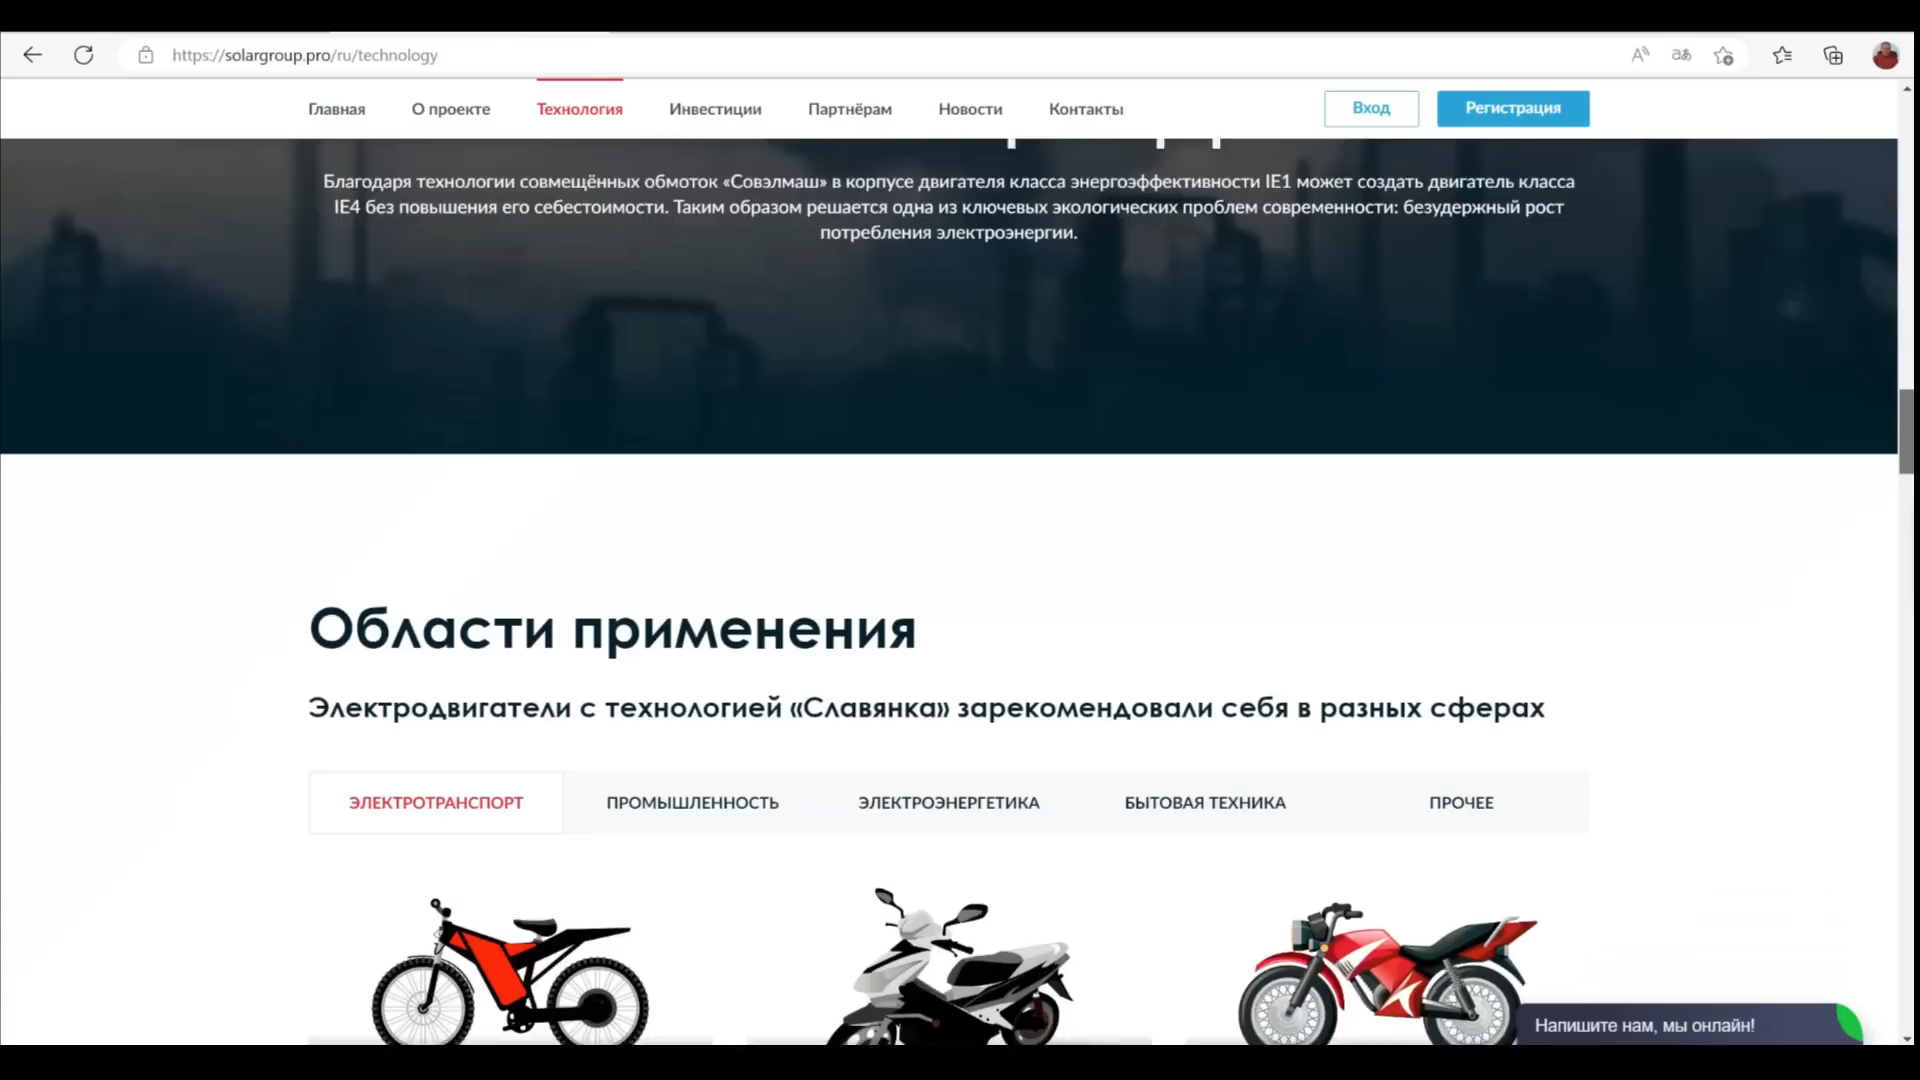 https://solargroup.pro/ru/technology
Главная О проекте Технология Инвестиции Партнёрам Новости Контакты Вход Регистрация
Благодаря технологии совмещённых обмоток «Совэлмаш» в корпусе двигателя класса энергоэффективности IE1 может создать двигатель класса
IE4 без повышения его себестоимости. Таким образом решается одна из ключевых экологических проблем современности: безудержный рост
потребления электроэнергии.
Области применения
Электродвигатели с технологией «Славянка» зарекомендовали себя в разных сферах
ЭЛЕКТРОТРАНСПОРТ ПРОМЫШЛЕННОСТЬ ЭЛЕКТРОЭНЕРГЕТИКА БЫТОВАЯ ТЕХНИКА ПРОЧЕЕ
Напишите нам, мы онлайн!